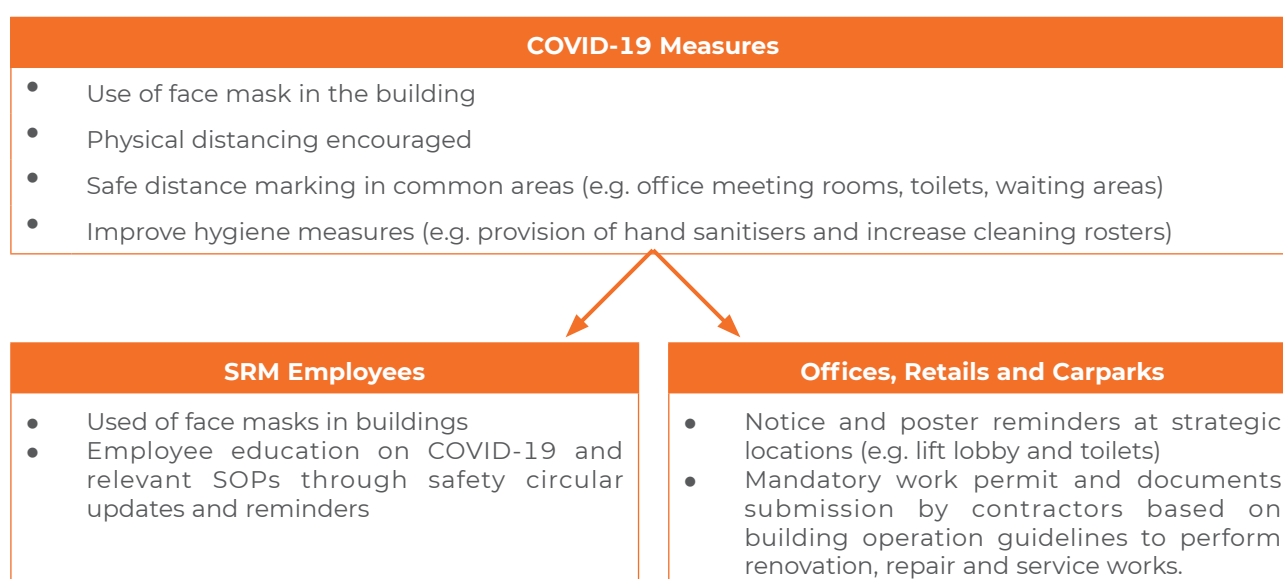 COVID-19 Measures
• Use of face mask in the building
• Physical distancing encouraged
• Safe distance marking in common areas (e.g. office meeting rooms, toilets, waiting areas)
• Improve hygiene measures (e.g. provision of hand sanitisers and increase cleaning rosters)
SRM Employees
• Used of face masks in buildings
• Employee education on COVID-19 and
relevant SOPs through safety circular
updates and reminders
Offices, Retails and Carparks
• Notice and poster reminders at strategic
locations (e.g. lift lobby and toilets)
• Mandatory work permit and documents
submission by contractors based on
building operation guidelines to perform
renovation, repair and service works.